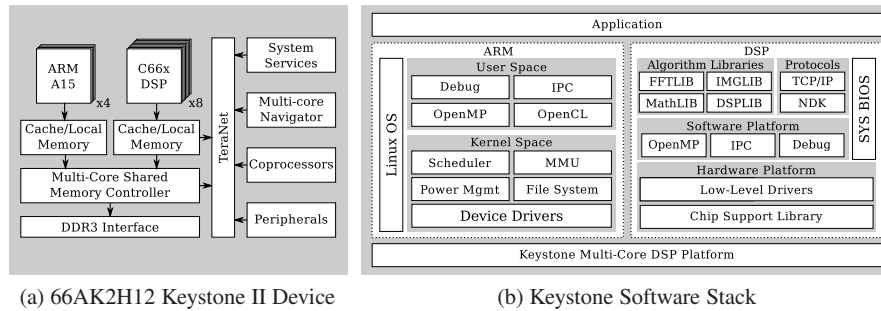 ARM
A15
x4
C66x
DSP
x8
Cache/Local
Memory
Cache/Local
Memory
Multi-Core Shared
Memory Controller
DDR3 Interface
TeraNet
System
Services
Multi-core
Navigator
Coprocessors
Peripherals
(a) 66AK2H12 Keystone II Device
Application
ARM
Linux OS
User Space
Debug
IPC
OpenMP
OpenCL
Kernel Space
Scheduler
MMU
Power Mgmt
File System
Device Drivers
DSP
Algorithm Libraries
FFTLIB
IMGLIB
MathLIB
DSPLIB
Protocols
TCP/IP
NDK
SYS BIOS
Software Platform
OpenMP
IPC
Debug
Hardware Platform
Low-Level Drivers
Chip Support Library
Keystone Multi-Core DSP Platform
(b) Keystone Software Stack